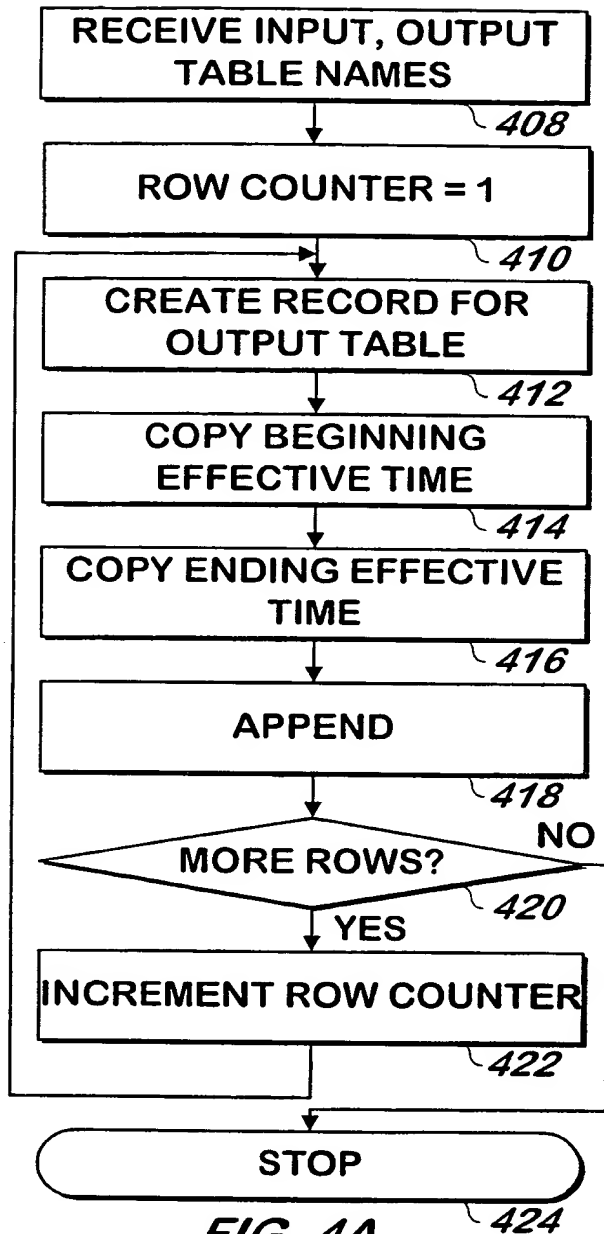 RECEIVE INPUT, OUTPUT
TABLE NAMES
408
ROW COUNTER = 1
410
CREATE RECORD FOR
OUTPUT TABLE
412
COPY BEGINNING
EFFECTIVE TIME
414
COPY ENDING EFFECTIVE
TIME
416
APPEND
418
NO
MORE ROWS?
420
YES
INCREMENT ROW COUNTER
422
STOP
424
FIG. 4A